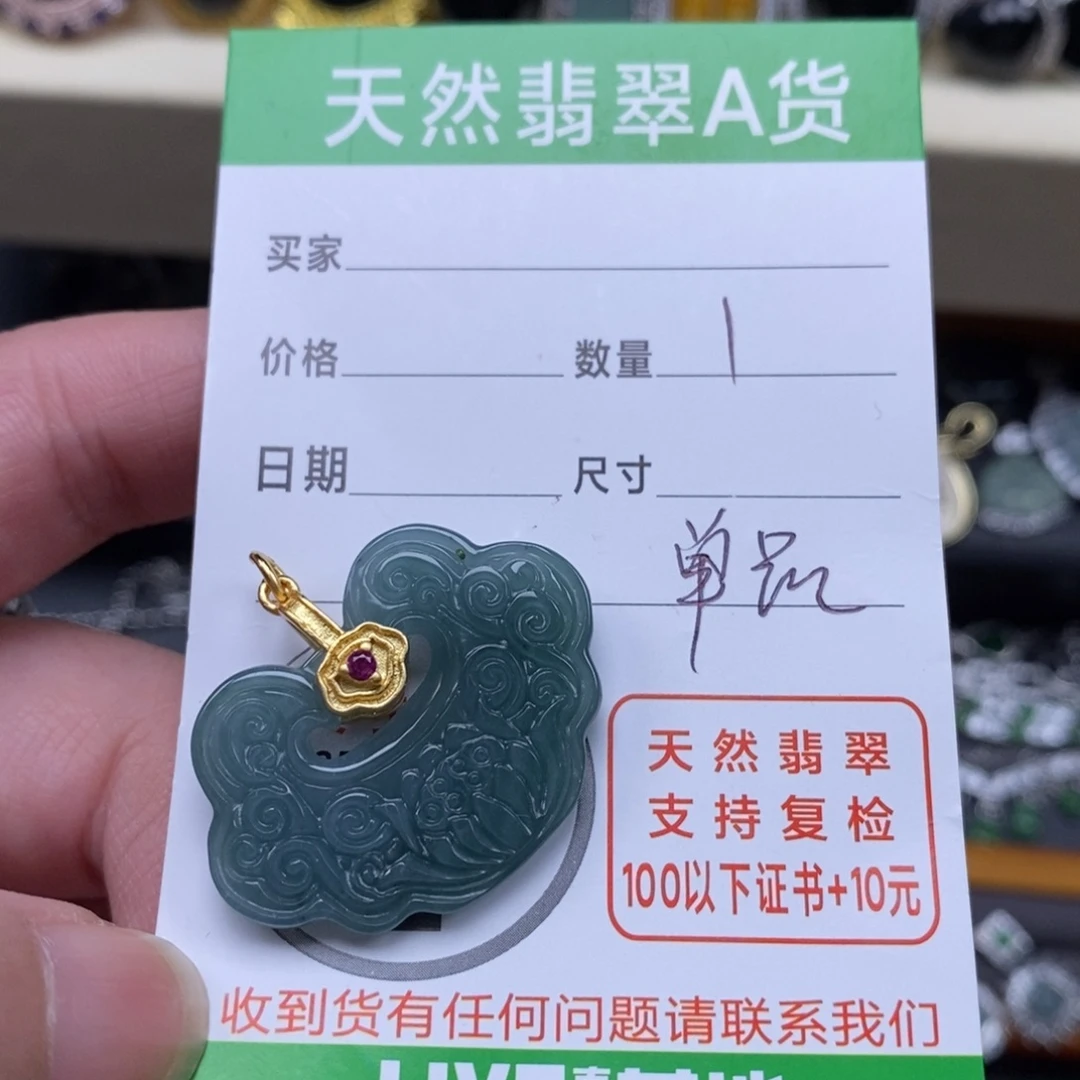 天然翡翠A货
买家
价格 数量 1
日期 尺寸
单品
天然翡翠
支持复检
100以下证书+10元
收到货有任何问题请联系我们